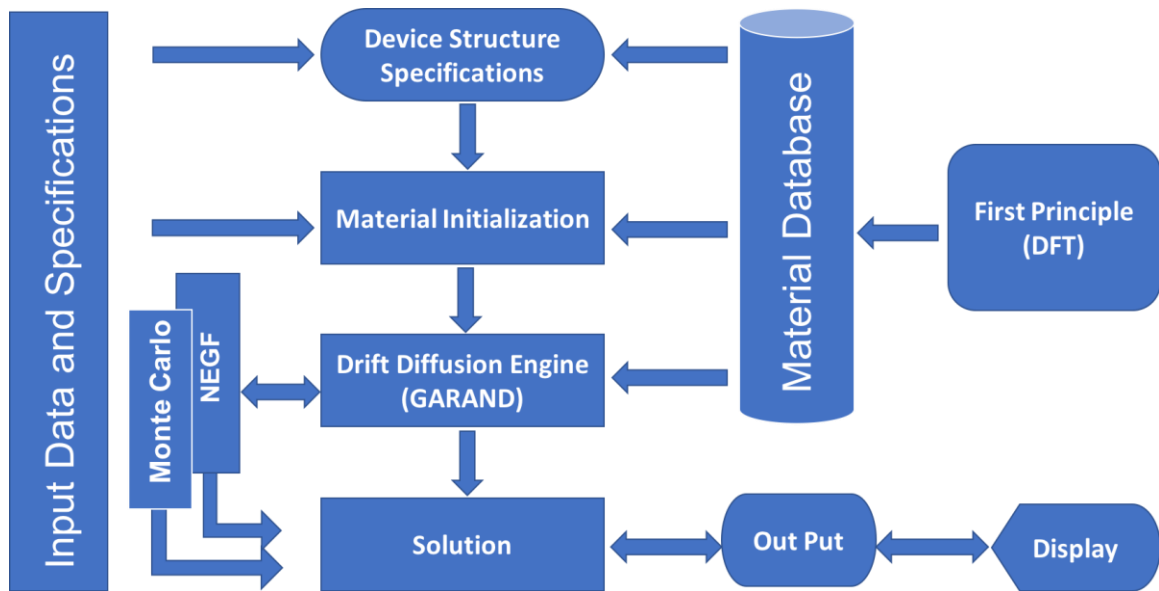 Input Data and Specifications
Device Structure
Specifications
Material Initialization
Drift Diffusion Engine
(GARAND)
Solution
Monte Carlo
NEGF
Material Database
First Principle
(DFT)
Out Put
Display